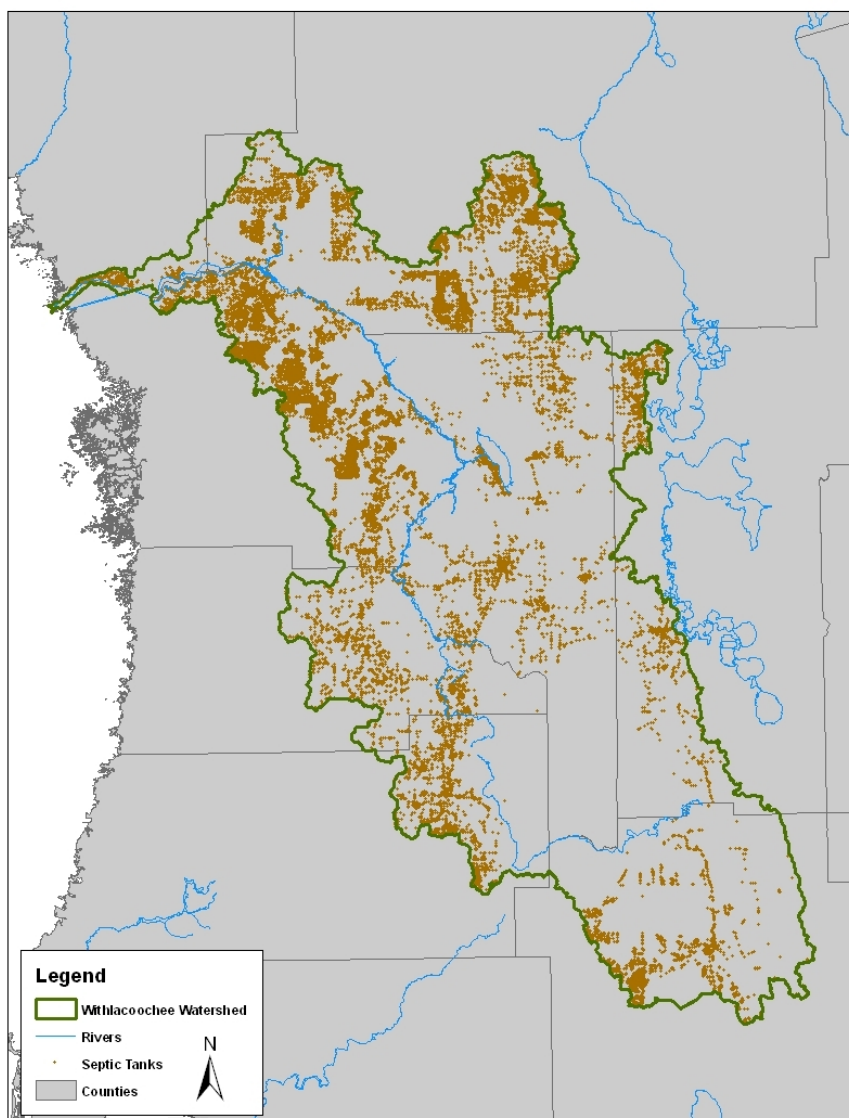 Legend
Withlacoochee Watershed
Rivers
N
Septic Tanks
Counties